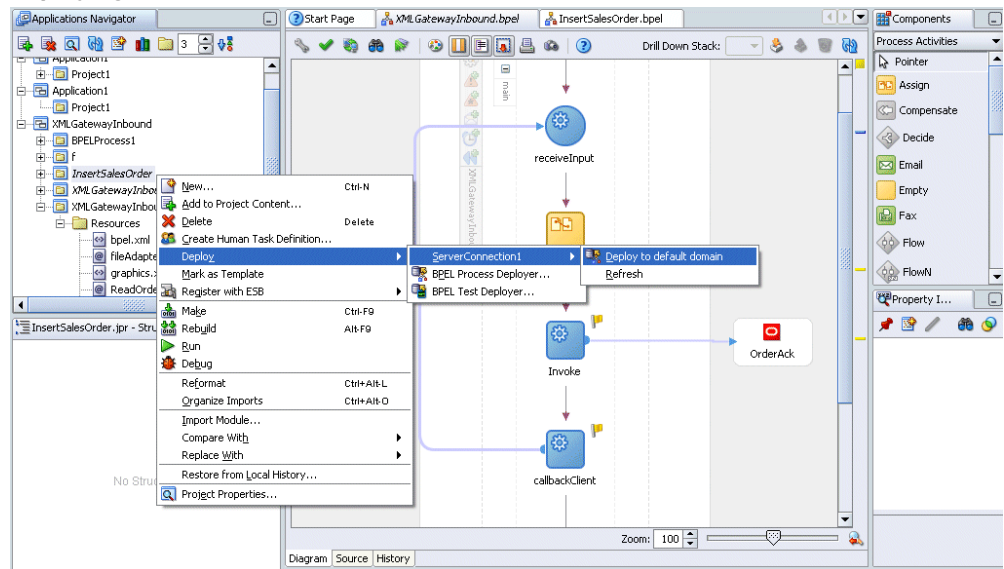 Applications Navigator
Start Page
XMLGatewayInbound.bpel
InsertSalesOrder.bpel
Components
3
Drill Down Stack:
Process Activities
Application1
Project1
Application1
Project1
XMLGatewayInbound
BPELProcess1
f
InsertSalesOrder
XMLGatewayInbou
XMLGatewayInbou
Resources
bpel.xml
fileAdapte
graphics.
ReadOrde
New... Ctrl-N
Add to Project Content...
Delete Delete
Create Human Task Definition...
Deploy
Mark as Template
Register with ESB
Make Ctrl-F9
Rebuild Alt-F9
Run
Debug
Reformat Ctrl+Alt-L
Organize Imports Ctrl+Alt-O
Import Module...
Compare With
Replace With
Restore from Local History...
Project Properties...
ServerConnection1
BPEL Process Deployer...
BPEL Test Deployer...
Deploy to default domain
Refresh
InsertSalesOrder.jpr - Stru
No Stru
main
XMLGatewayInbo
receiveInput
Invoke
OrderAck
callbackClient
Zoom: 100
Diagram Source History
Pointer
Assign
Compensate
Decide
Email
Empty
Fax
Flow
FlowN
Property I...